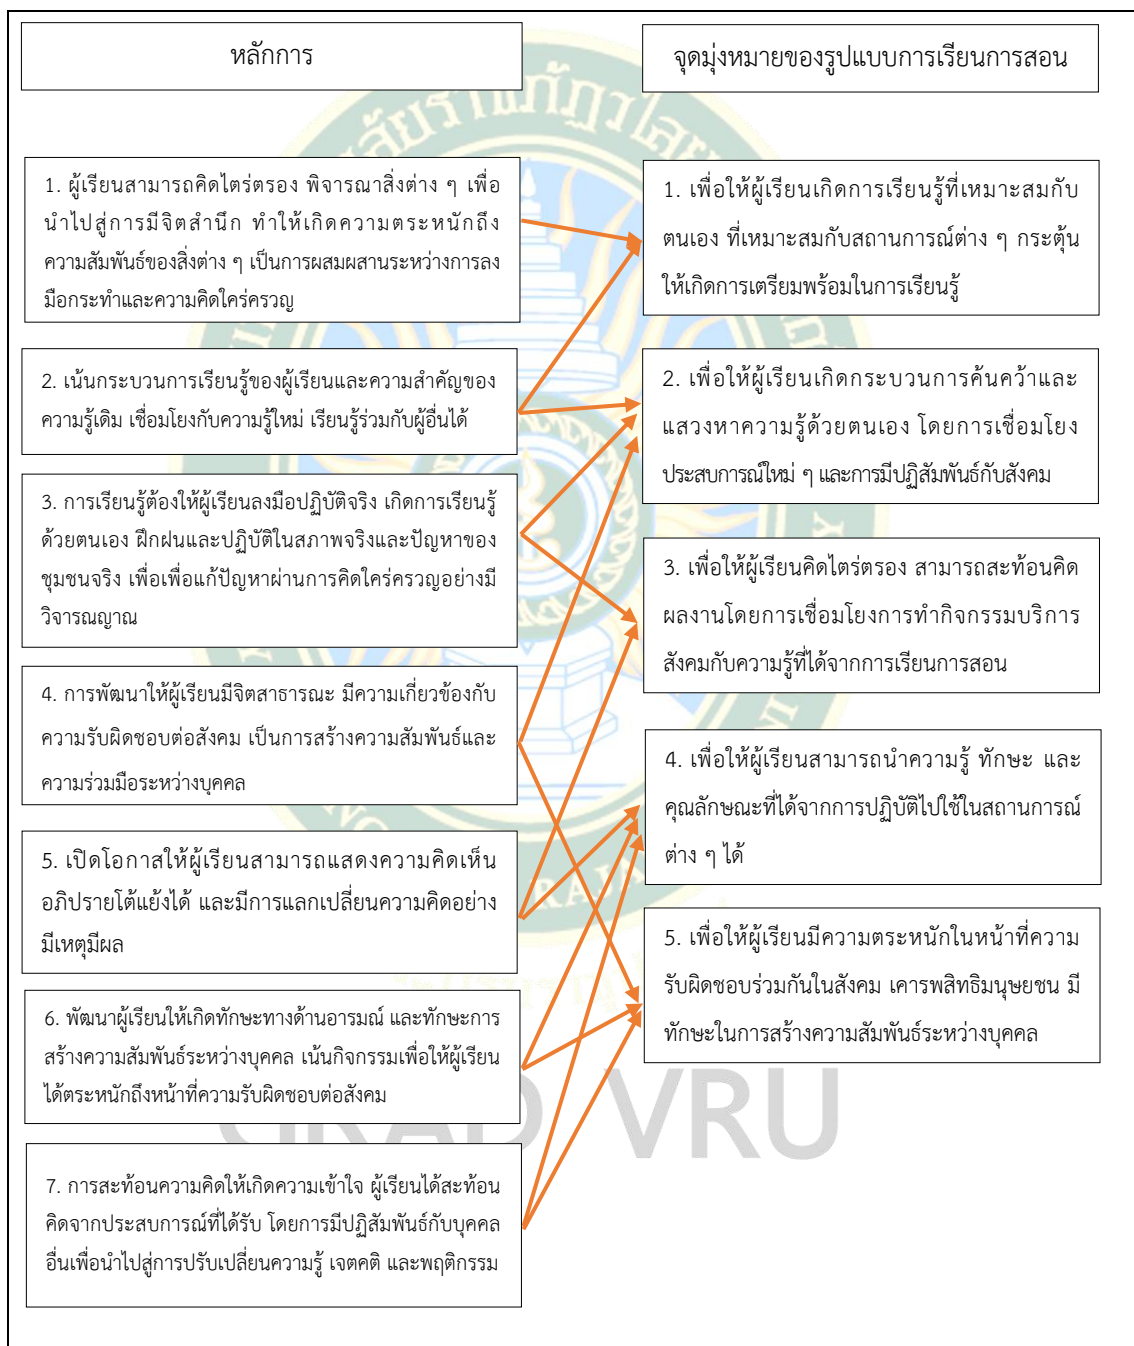 หลักการ
จุดมุ่งหมายของรูปแบบการเรียนการสอน
1. ผู้เรียนสามารถคิดไตร่ตรอง พิจารณาสิ่งต่าง ๆ เพื่อ
นำไปสู่การมีจิตสำนึก ทำให้เกิดความตระหนักถึง
ความสัมพันธ์ของสิ่งต่าง ๆ เป็นการผสมผสานระหว่างการลง
มือกระทำและความคิดใคร่ครวญ
2. เน้นกระบวนการเรียนรู้ของผู้เรียนและความสำคัญของ
ความรู้เดิม เชื่อมโยงกับความรู้ใหม่ เรียนรู้ร่วมกับผู้อื่นได้
3. การเรียนรู้ต้องให้ผู้เรียนลงมือปฏิบัติจริง เกิดการเรียนรู้
ด้วยตนเอง ฝึกฝนและปฏิบัติในสภาพจริงและปัญหาของ
ชุมชนจริง เพื่อเพื่อแก้ปัญหาผ่านการคิดใคร่ครวญอย่างมี
วิจารณญาณ
4. การพัฒนาให้ผู้เรียนมีจิตสาธารณะ มีความเกี่ยวข้องกับ
ความรับผิดชอบต่อสังคม เป็นการสร้างความสัมพันธ์และ
ความร่วมมือระหว่างบุคคล
5. เปิดโอกาสให้ผู้เรียนสามารถแสดงความคิดเห็น
อภิปรายโต้แย้งได้ และมีการแลกเปลี่ยนความคิดอย่าง
มีเหตุมีผล
6. พัฒนาผู้เรียนให้เกิดทักษะทางด้านอารมณ์ และทักษะการ
สร้างความสัมพันธ์ระหว่างบุคคล เน้นกิจกรรมเพื่อให้ผู้เรียน
ได้ตระหนักถึงหน้าที่ความรับผิดชอบต่อสังคม
7. การสะท้อนความคิดให้เกิดความเข้าใจ ผู้เรียนได้สะท้อน
คิดจากประสบการณ์ที่ได้รับ โดยการมีปฏิสัมพันธ์กับบุคคล
อื่นเพื่อนำไปสู่การปรับเปลี่ยนความรู้ เจตคติ และพฤติกรรม
1. เพื่อให้ผู้เรียนเกิดการเรียนรู้ที่เหมาะสมกับ
ตนเอง ที่เหมาะสมกับสถานการณ์ต่าง ๆ กระตุ้น
ให้เกิดการเตรียมพร้อมในการเรียนรู้
2. เพื่อให้ผู้เรียนเกิดกระบวนการค้นคว้าและ
แสวงหาความรู้ด้วยตนเอง โดยการเชื่อมโยง
ประสบการณ์ใหม่ ๆ และการมีปฏิสัมพันธ์กับสังคม
3. เพื่อให้ผู้เรียนคิดไตร่ตรอง สามารถสะท้อนคิด
ผลงานโดยการเชื่อมโยงการทำกิจกรรมบริการ
สังคมกับความรู้ที่ได้จากการเรียนการสอน
4. เพื่อให้ผู้เรียนสามารถนำความรู้ ทักษะ และ
คุณลักษณะที่ได้จากการปฏิบัติไปใช้ในสถานการณ์
ต่าง ๆ ได้
5. เพื่อให้ผู้เรียนมีความตระหนักในหน้าที่ความ
รับผิดชอบร่วมกันในสังคม เคารพสิทธิมนุษยชน มี
ทักษะในการสร้างความสัมพันธ์ระหว่างบุคคล
GRAD VRU